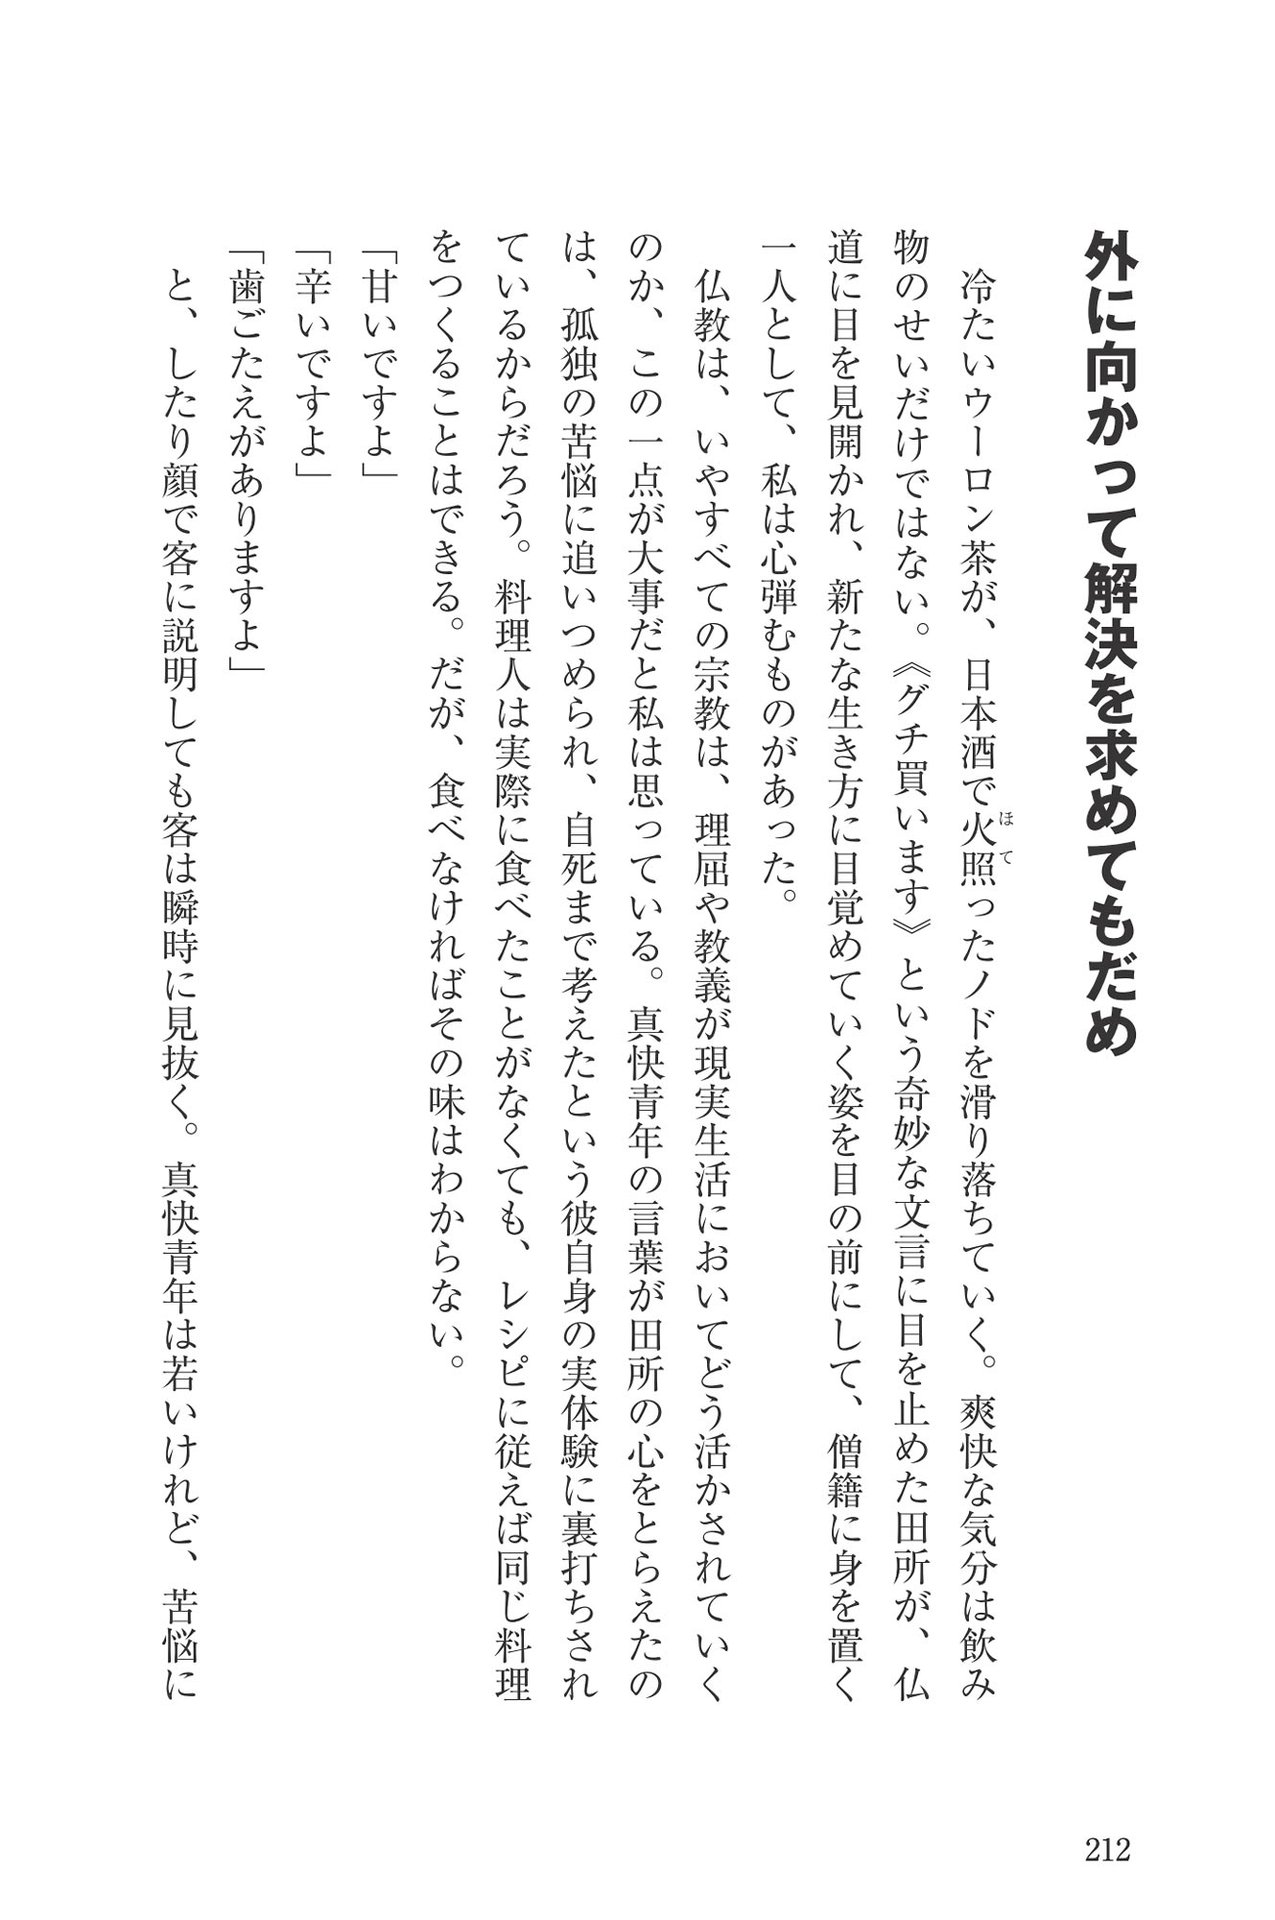 外に向かって解決を求めてもだめ
　冷たいウーロン茶が、日本酒で火照ったノドを滑り落ちていく。爽快な気分は飲み
ほて
物のせいだけではない。《グチ買います》という奇妙な文言に目を止めた田所が、仏
道に目を見開かれ、新たな生き方に目覚めていく姿を目の前にして、僧籍に身を置く
一人として、私は心弾むものがあった。
　仏教は、いやすべての宗教は、理屈や教義が現実生活においてどう活かされていく
のか、この一点が大事だと私は思っている。真快青年の言葉が田所の心をとらえたの
は、孤独の苦悩に追いつめられ、自死まで考えたという彼自身の実体験に裏打ちされ
ているからだろう。料理人は実際に食べたことがなくても、レシピに従えば同じ料理
をつくることはできる。だが、食べなければその味はわからない。
「甘いですよ」
「辛いですよ」
「歯ごたえがありますよ」
　と、したり顔で客に説明しても客は瞬時に見抜く。真快青年は若いけれど、苦悩に
212